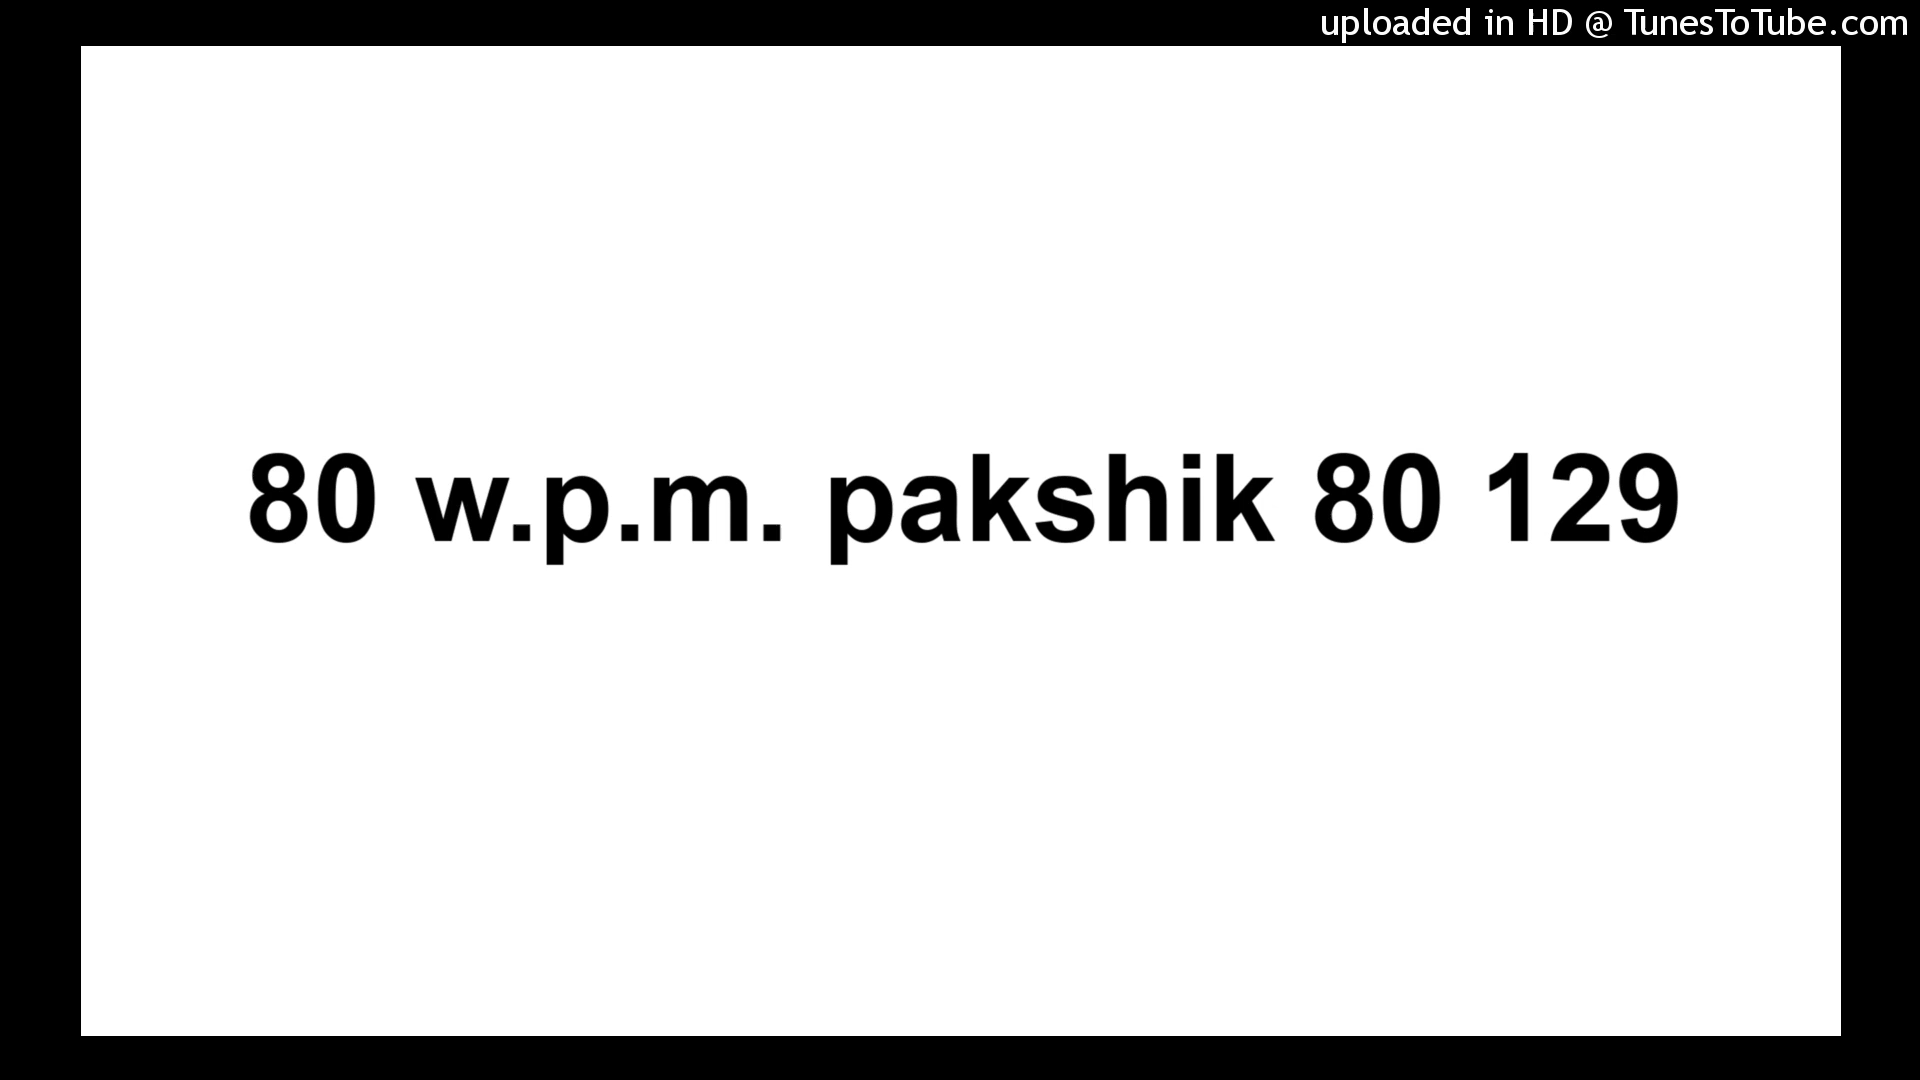 uploaded in HD @ TunesToTube.com
80 w.p.m. pakshik 80 129